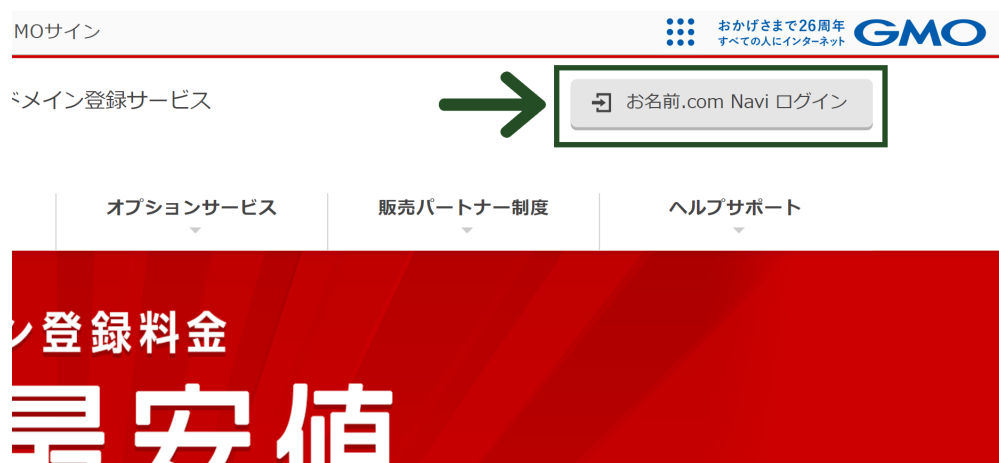 MOサイン
おかげさまで26周年
すべての人にインターネット
GMO
ドメイン登録サービス
お名前.com Navi ログイン
オプションサービス
販売パートナー制度
ヘルプサポート
ン登録料金
最安値